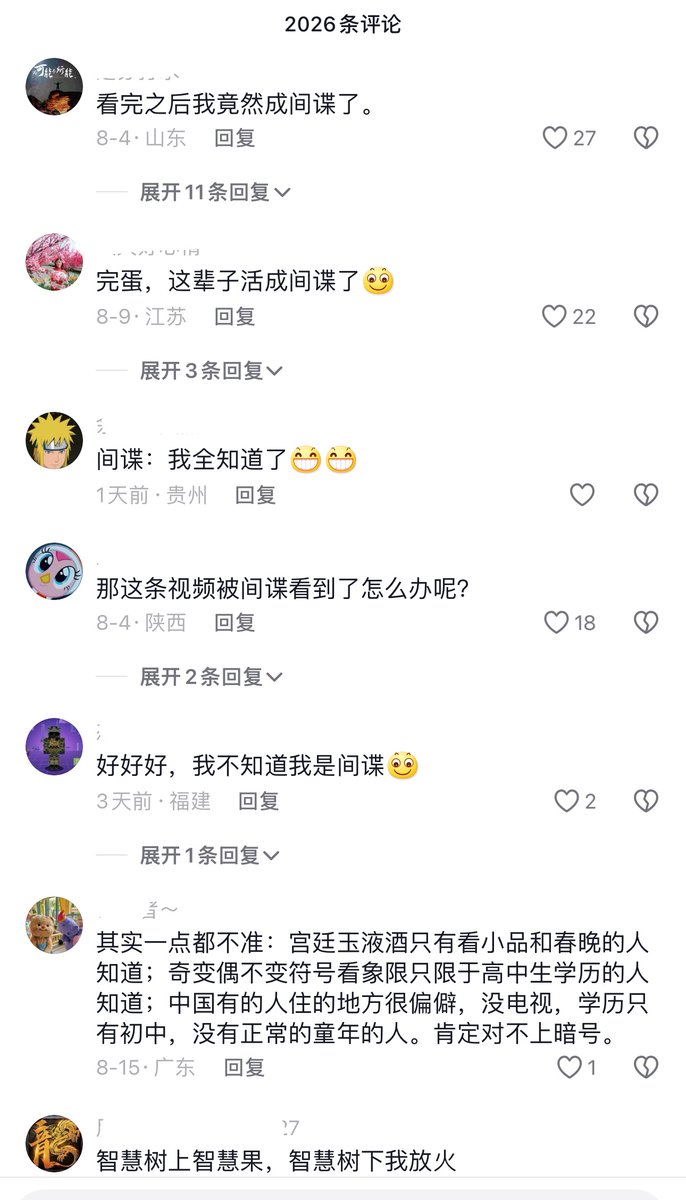 2026条评论
看完之后我竟然成间谍了。
8-4·山东 回复 27
展开11条回复
完蛋，这辈子活成间谍了
8-9·江苏 回复 22
展开3条回复
间谍：我全知道了
1天前·贵州 回复
那这条视频被间谍看到了怎么办呢？
8-4·陕西 回复 18
展开2条回复
好好好，我不知道我是间谍
3天前·福建 回复 2
展开1条回复
其实一点都不准：宫廷玉液酒只有看小品和春晚的人
知道；奇变偶不变符号看象限只限于高中生学历的人
知道；中国有的人住的地方很偏僻，没电视，学历只
有初中，没有正常的童年的人。肯定对不上暗号。
8-15·广东 回复 1
智慧树上智慧果，智慧树下我放火